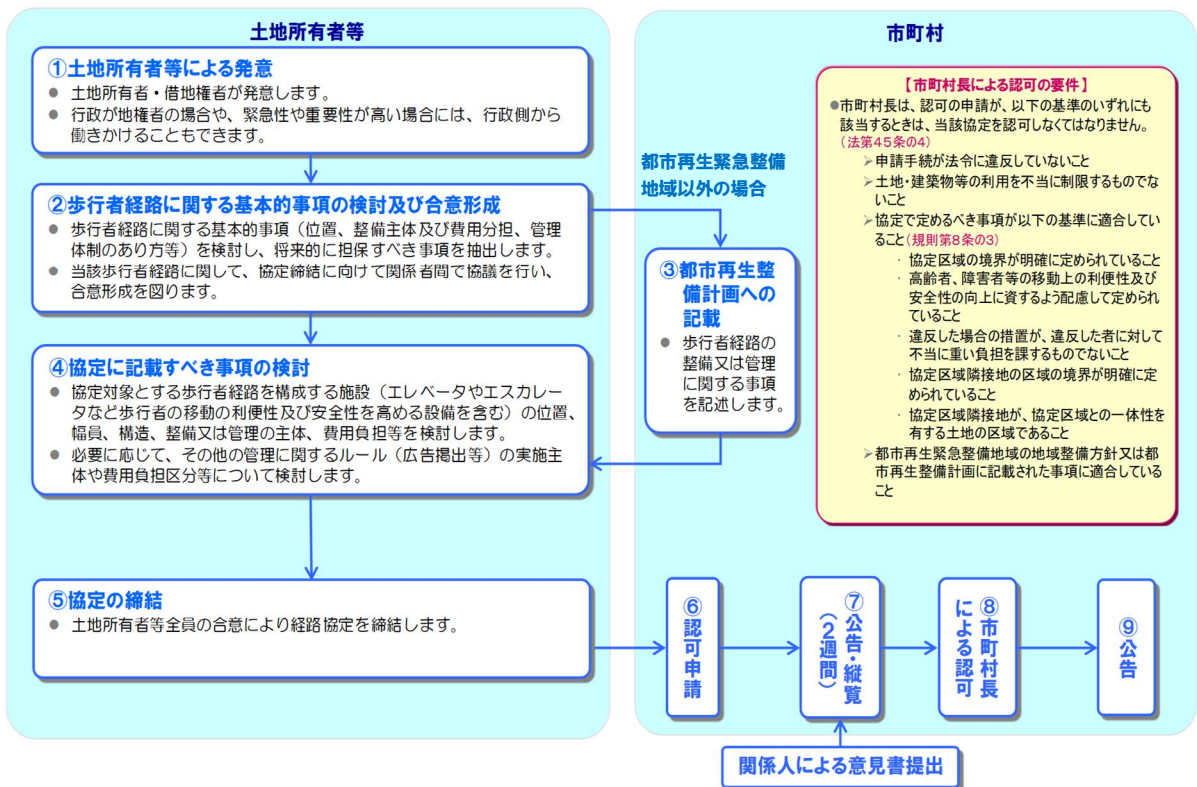 土地所有者等
①土地所有者等による発意
● 土地所有者・借地権者が発意します。
● 行政が地権者の場合や、緊急性や重要性が高い場合には、行政側から
働きかけることもできます。
②歩行者経路に関する基本的事項の検討及び合意形成
● 歩行者経路に関する基本的事項（位置、整備主体及び費用分担、管理
体制のあり方等）を検討し、将来的に担保すべき事項を抽出します。
● 当該歩行者経路に関して、協定締結に向けて関係者間で協議を行い、
合意形成を図ります。
都市再生緊急整備
地域以外の場合
③都市再生整
備計画への
記載
● 歩行者経路の
整備又は管理
に関する事項
を記述します。
④協定に記載すべき事項の検討
● 協定対象とする歩行者経路を構成する施設（エレベータやエスカレー
タなど歩行者の移動の利便性及び安全性を高める設備を含む）の位置、
幅員、構造、整備又は管理の主体、費用負担等を検討します。
● 必要に応じて、その他の管理に関するルール（広告掲出等）の実施主
体や費用負担区分等について検討します。
⑤協定の締結
● 土地所有者等全員の合意により経路協定を締結します。
市町村
【市町村長による認可の要件】
●市町村長は、認可の申請が、以下の基準のいずれにも
該当するときは、当該協定を認可しなくてはなりません。
（法第45条の4）
➢申請手続が法令に違反していないこと
➢土地・建築物等の利用を不当に制限するものでな
いこと
➢協定で定めるべき事項が以下の基準に適合してい
ること（規則第8条の3）
・ 協定区域の境界が明確に定められていること
・ 高齢者、障害者等の移動上の利便性及び
安全性の向上に資するよう配慮して定められ
ていること
・ 違反した場合の措置が、違反した者に対して
不当に重い負担を課するものでないこと
・ 協定区域隣接地の区域の境界が明確に定
められていること
・ 協定区域隣接地が、協定区域との一体性を
有する土地の区域であること
➢都市再生緊急整備地域の地域整備方針又は都
市再生整備計画に記載された事項に適合している
こと
⑥認可申請
⑦公告・縦覧
（2週間）
⑧市町村長
による認可
⑨公告
関係人による意見書提出